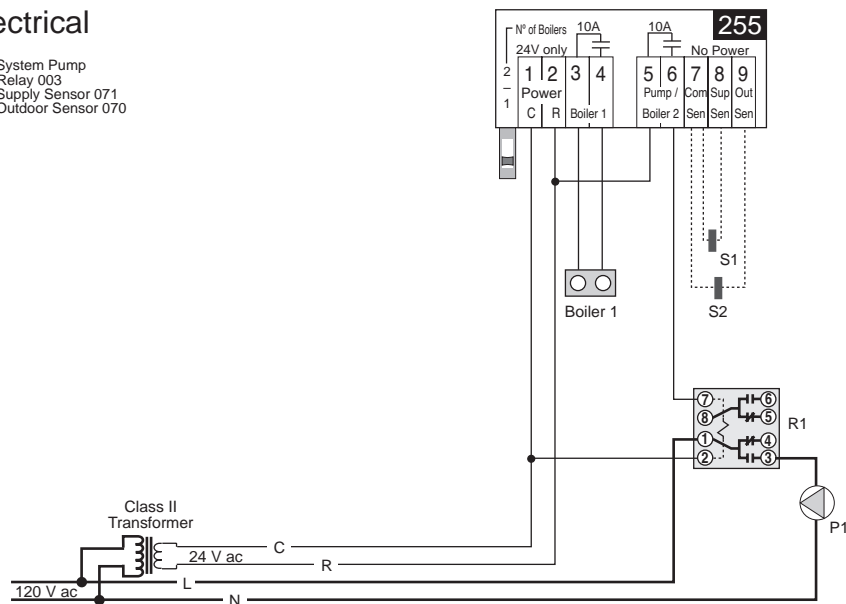 ectrical
System Pump
Relay 003
Supply Sensor 071
Outdoor Sensor 070
Nº of Boilers
10A
10A
255
24V only
No Power
2
–
1
1 2 3 4 5 6 7 8 9
Power
Pump /
Com Sup Out
C R Boiler 1
Boiler 2
Sen Sen Sen
S1
S2
Boiler 1
7 6
8 5
R1
1 4
2 3
P1
Class II
Transformer
C
24 V ac
R
L
120 V ac
N